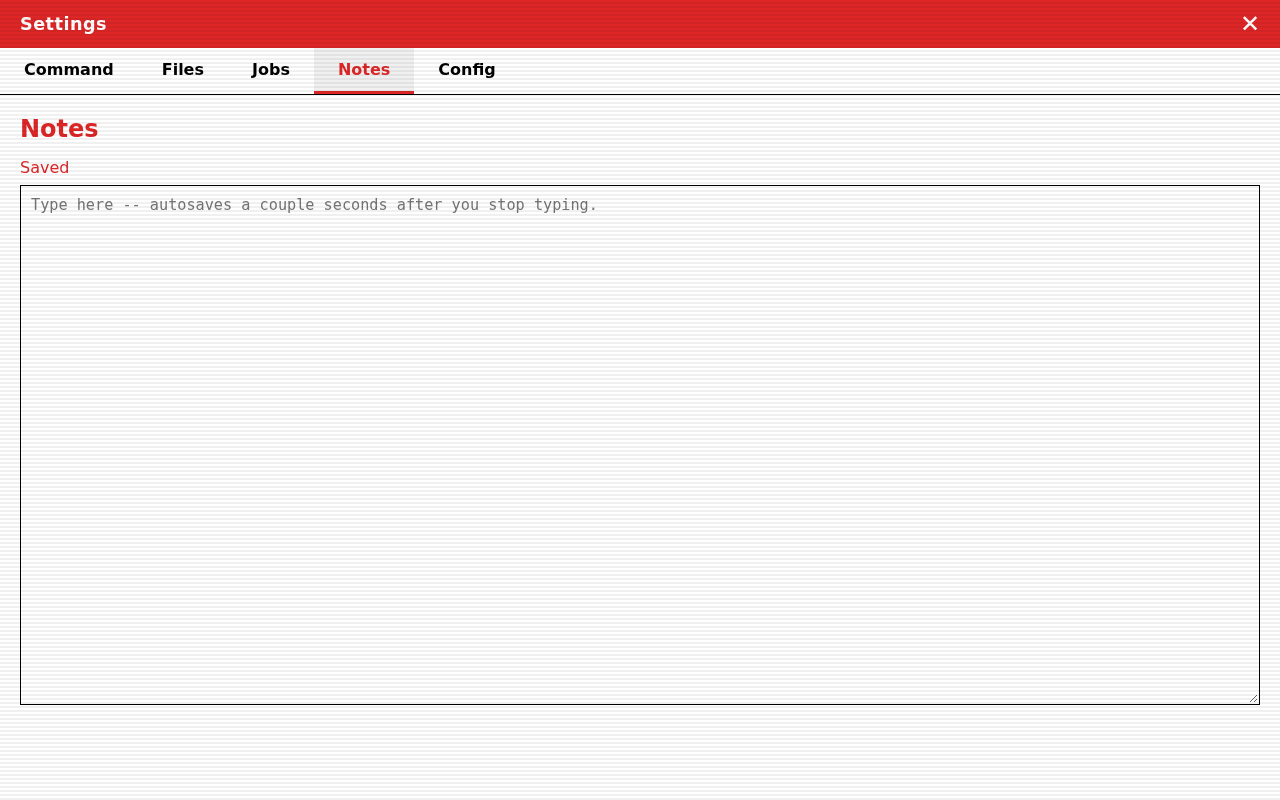 Settings ✕
Command Files Jobs Notes Config
Notes
Saved
Type here -- autosaves a couple seconds after you stop typing.